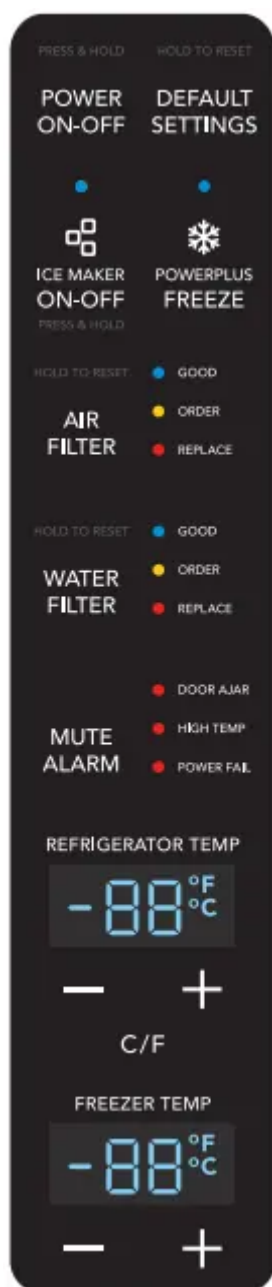 PRESS & HOLD HOLD TO RESET
POWER DEFAULT
ON-OFF SETTINGS
ICE MAKER POWERPLUS
ON-OFF FREEZE
PRESS & HOLD
HOLD TO RESET GOOD
AIR ORDER
FILTER REPLACE
HOLD TO RESET GOOD
WATER ORDER
FILTER REPLACE
DOOR AJAR
MUTE HIGH TEMP
ALARM POWER FAIL
REFRIGERATOR TEMP
-88 °F
°C
— +
C/F
FREEZER TEMP
-88 °F
°C
— +